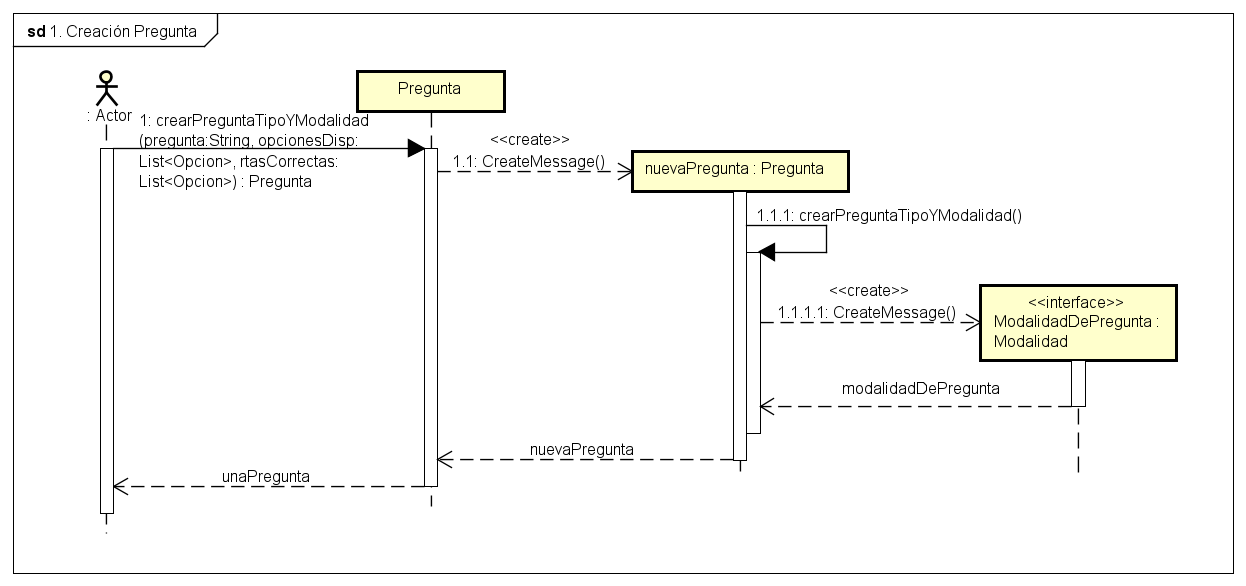 sd 1. Creación Pregunta
: Actor
Pregunta
1: crearPreguntaTipoYModalidad
(pregunta:String, opcionesDisp:
List<Opcion>, rtasCorrectas:
List<Opcion>) : Pregunta
<<create>>
1.1: CreateMessage()
nuevaPregunta : Pregunta
1.1.1: crearPreguntaTipoYModalidad()
<<create>>
1.1.1.1: CreateMessage()
<<interface>>
ModalidadDePregunta :
Modalidad
modalidadDePregunta
nuevaPregunta
unaPregunta